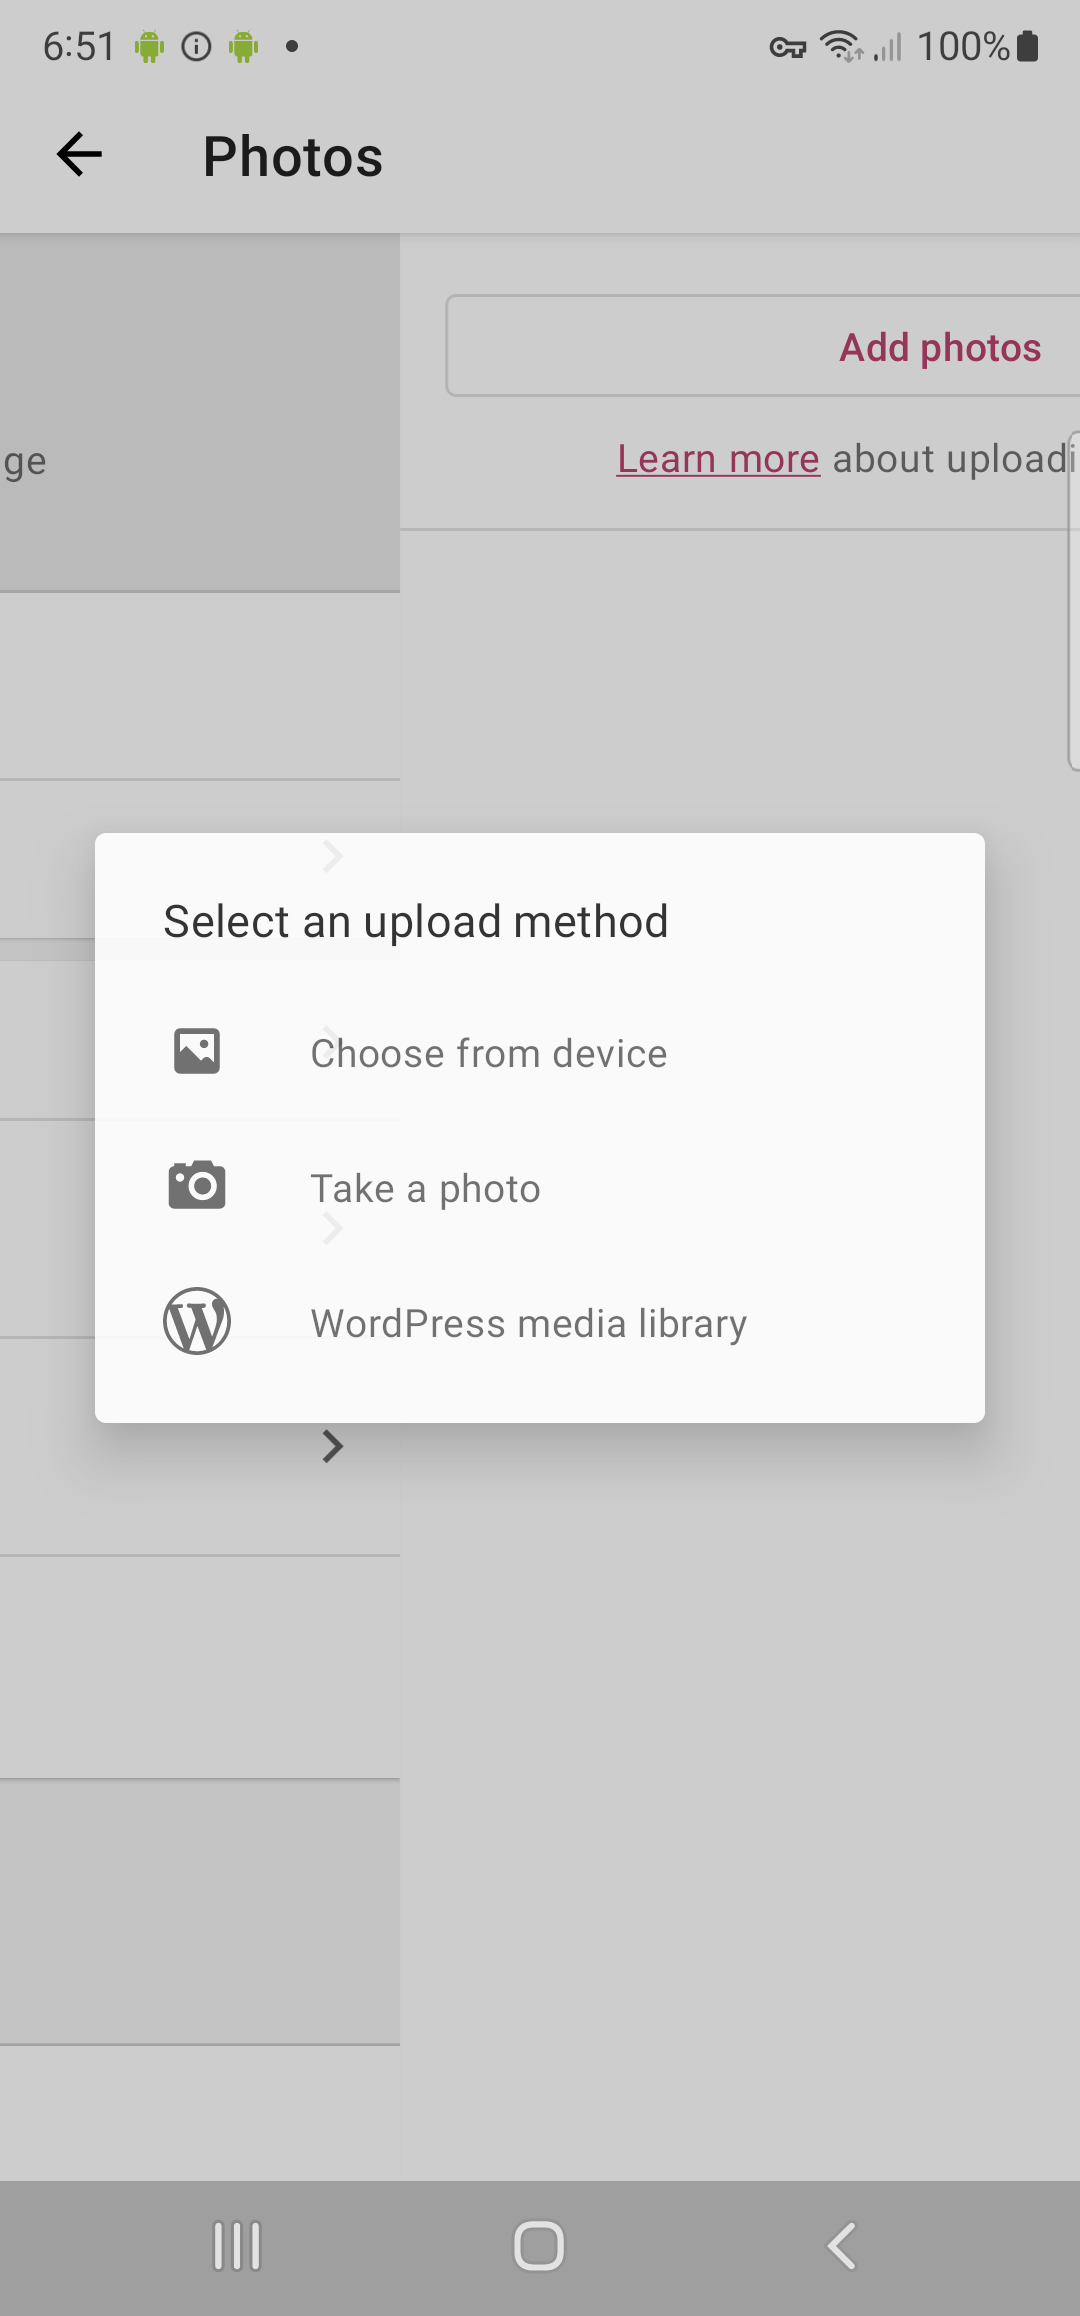 6:51
100%
Photos
Add photos
ge
Learn more about uploadi
Select an upload method
Choose from device
Take a photo
WordPress media library